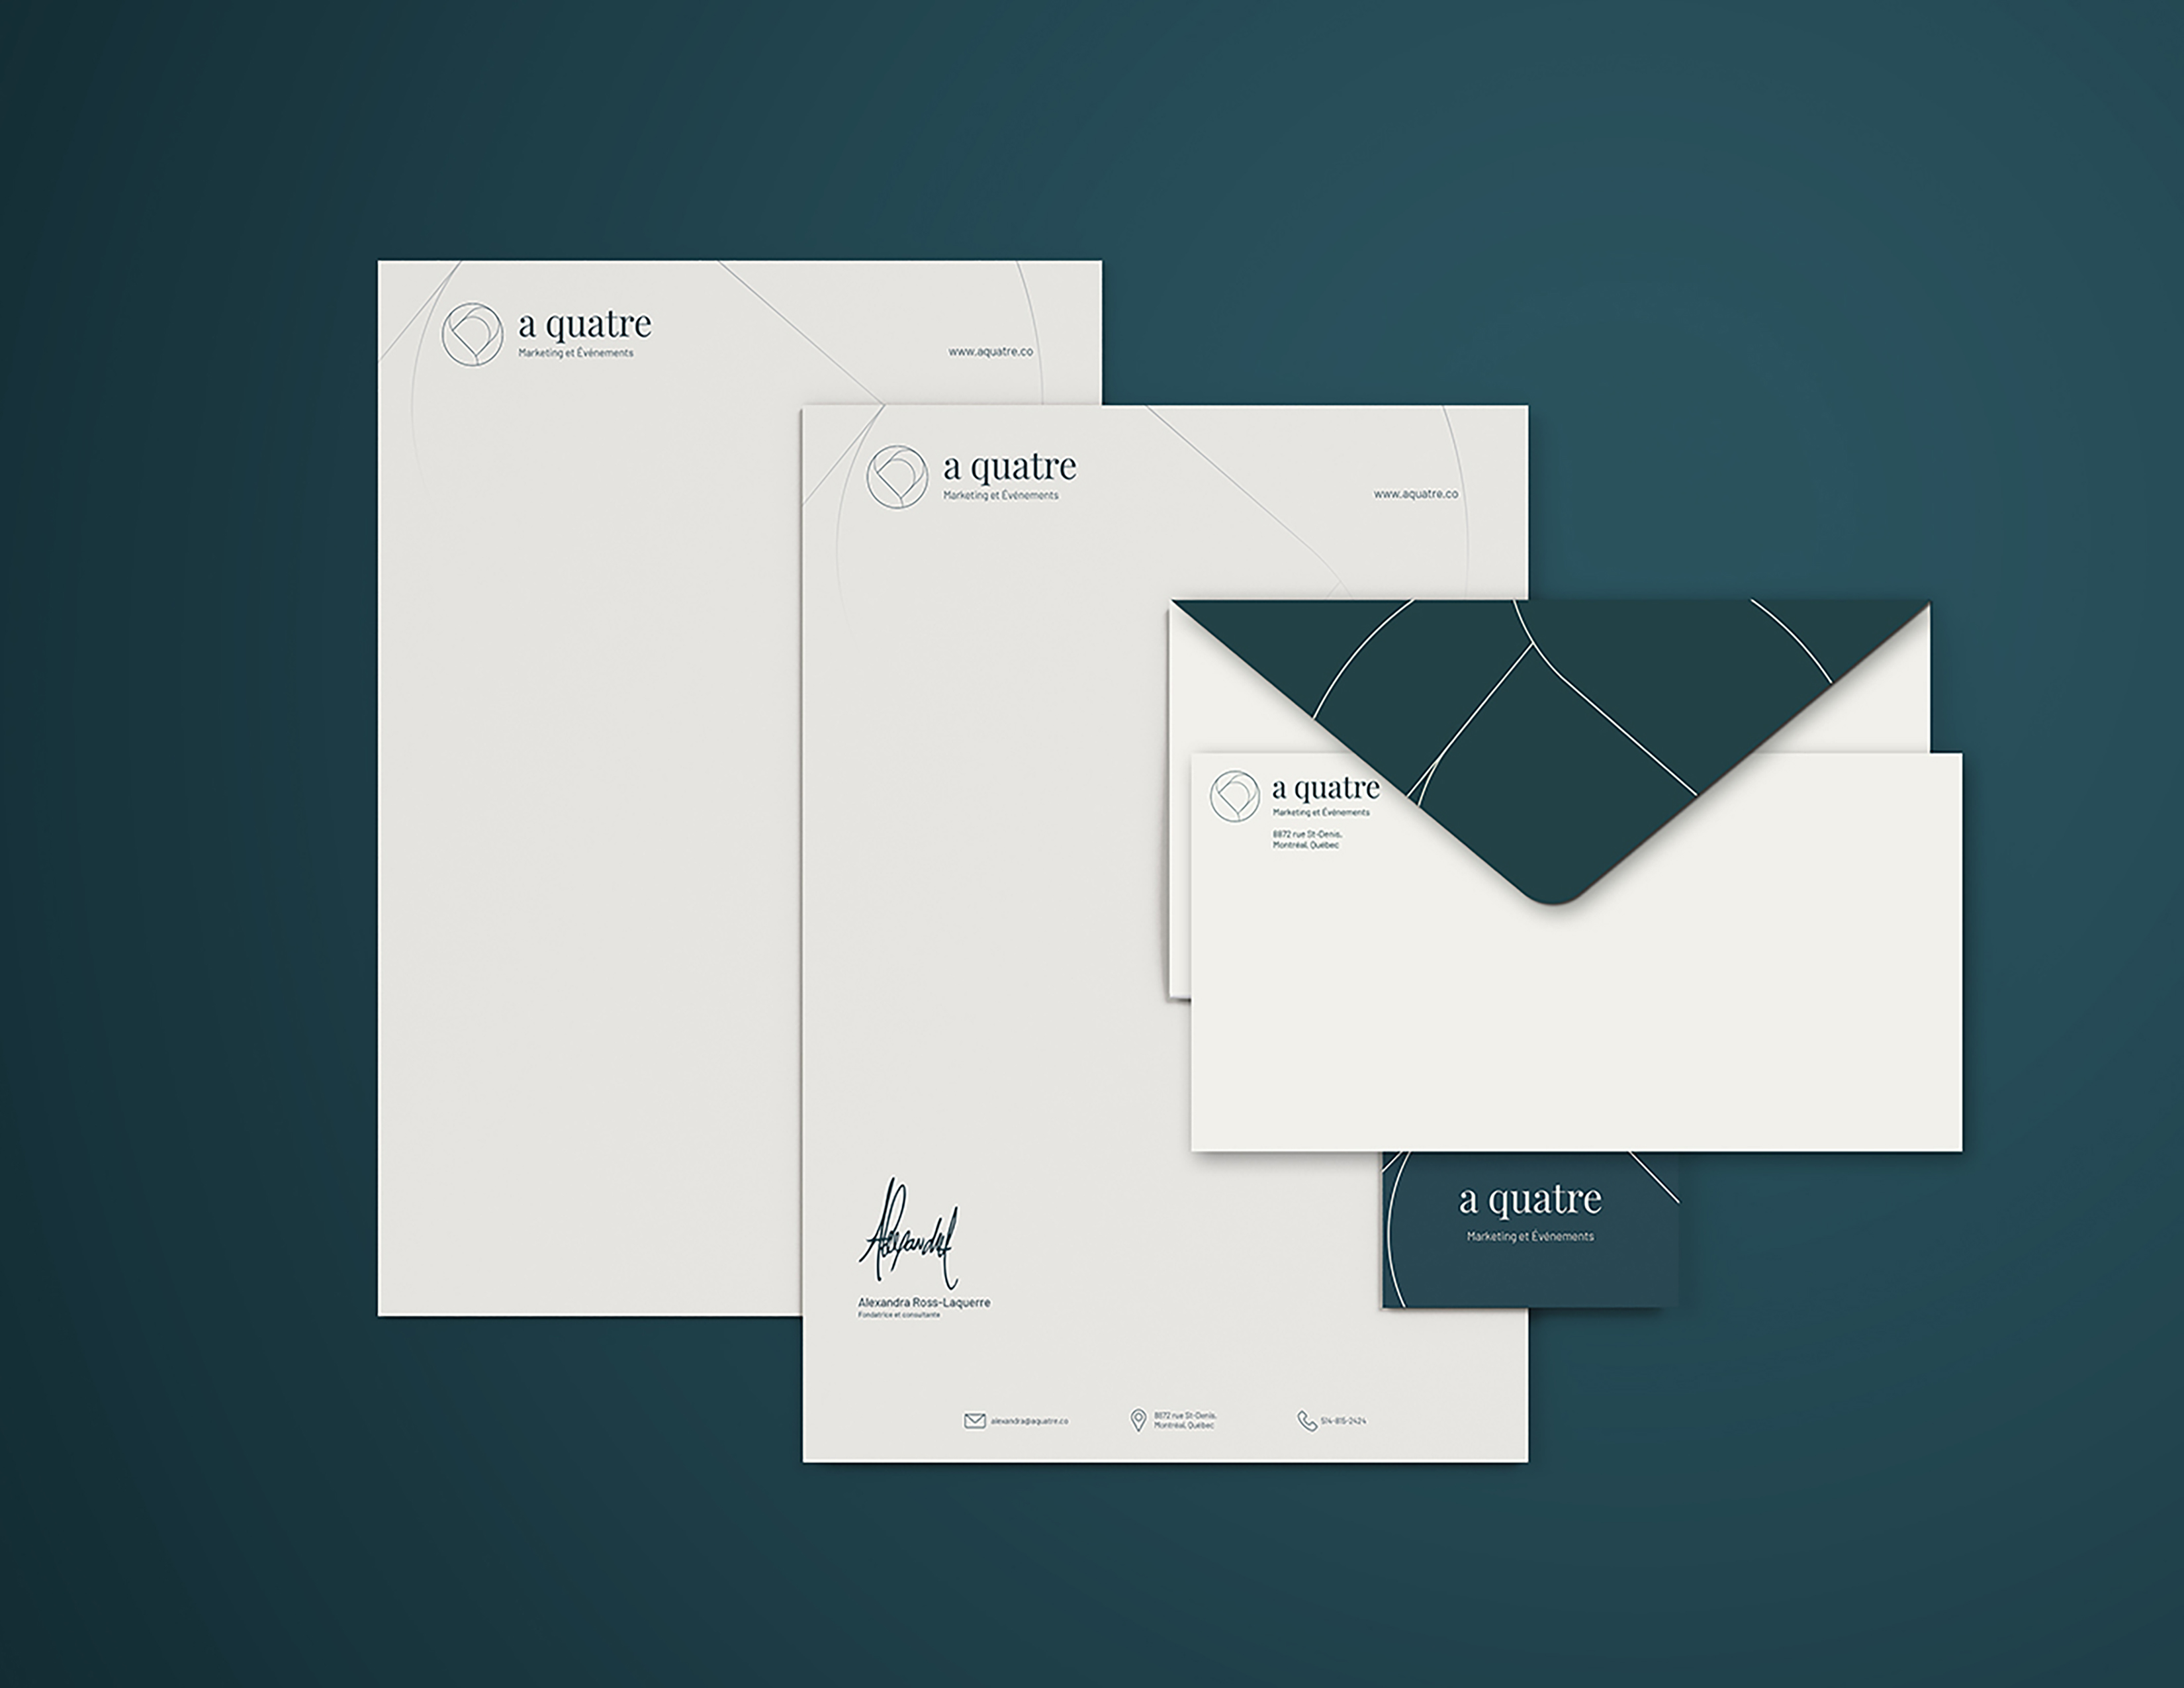 a quatre
Marketing et Événements
www.aquatre.co
a quatre
Marketing et Événements
www.aquatre.co
a quatre
Marketing et Événements
8872 rue St-Denis,
Montréal, Québec
a quatre
Marketing et Événements
Alexandra
Alexandra Ross-Laquerre
Fondatrice et consultante
alexandra@aquatre.co
8872 rue St-Denis,
Montréal, Québec
514-815-2424